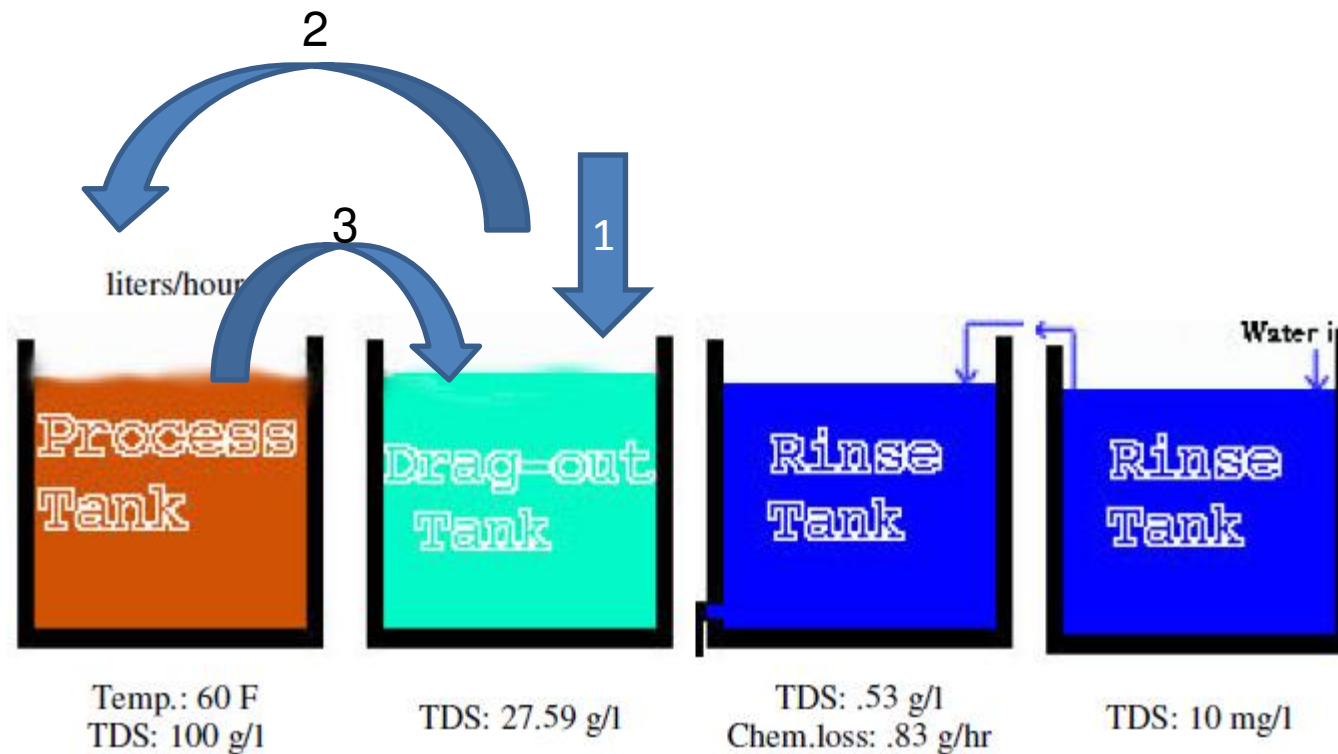 2
3
1
liters/hour
Water i
Process
Tank
Drag-out
Tank
Rinse
Tank
Rinse
Tank
Temp.: 60 F
TDS: 100 g/l
TDS: 27.59 g/l
TDS: .53 g/l
Chem.loss: .83 g/hr
TDS: 10 mg/l